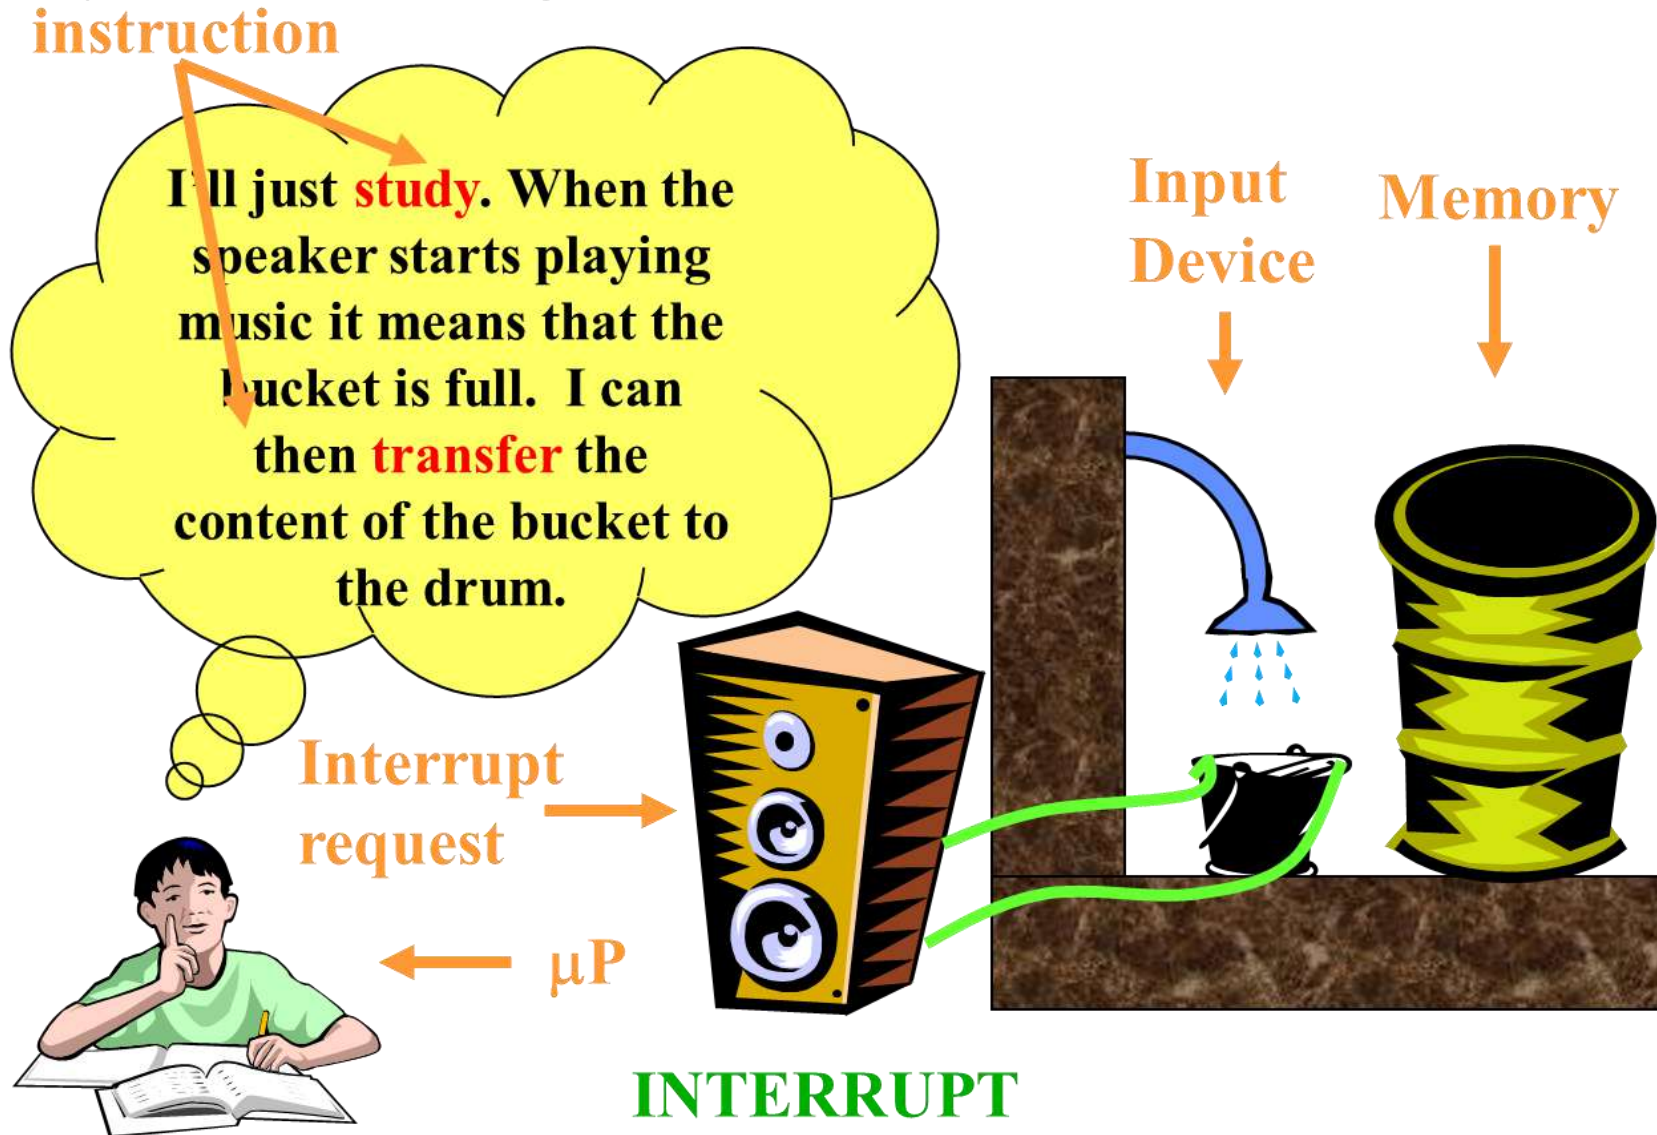 instruction
I'll just study. When the
speaker starts playing
music it means that the
bucket is full. I can
then transfer the
content of the bucket to
the drum.
Input
Device
Memory
Interrupt
request
μP
INTERRUPT